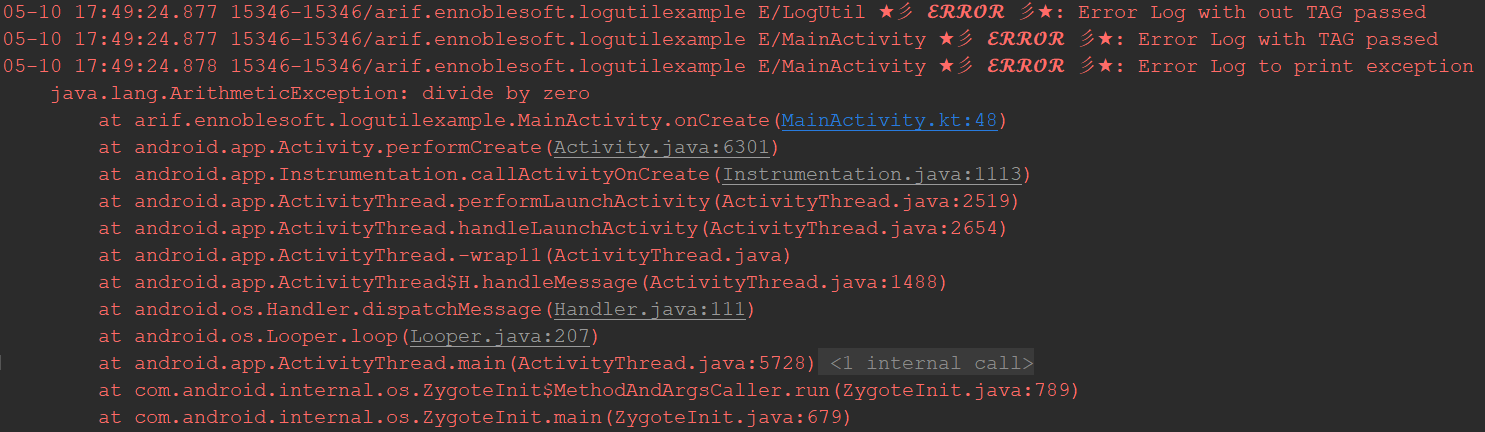 05-10 17:49:24.877 15346-15346/arif.ennoblesoft.logutilexample E/LogUtil ★彡 𝓔𝓡𝓡𝓞𝓡 彡★: Error Log with out TAG passed
05-10 17:49:24.877 15346-15346/arif.ennoblesoft.logutilexample E/MainActivity ★彡 𝓔𝓡𝓡𝓞𝓡 彡★: Error Log with TAG passed
05-10 17:49:24.878 15346-15346/arif.ennoblesoft.logutilexample E/MainActivity ★彡 𝓔𝓡𝓡𝓞𝓡 彡★: Error Log to print exception
java.lang.ArithmeticException: divide by zero
at arif.ennoblesoft.logutilexample.MainActivity.onCreate(MainActivity.kt:48)
at android.app.Activity.performCreate(Activity.java:6301)
at android.app.Instrumentation.callActivityOnCreate(Instrumentation.java:1113)
at android.app.ActivityThread.performLaunchActivity(ActivityThread.java:2519)
at android.app.ActivityThread.handleLaunchActivity(ActivityThread.java:2654)
at android.app.ActivityThread.-wrap11(ActivityThread.java)
at android.app.ActivityThread$H.handleMessage(ActivityThread.java:1488)
at android.os.Handler.dispatchMessage(Handler.java:111)
at android.os.Looper.loop(Looper.java:207)
at android.app.ActivityThread.main(ActivityThread.java:5728) <1 internal call>
at com.android.internal.os.ZygoteInit$MethodAndArgsCaller.run(ZygoteInit.java:789)
at com.android.internal.os.ZygoteInit.main(ZygoteInit.java:679)